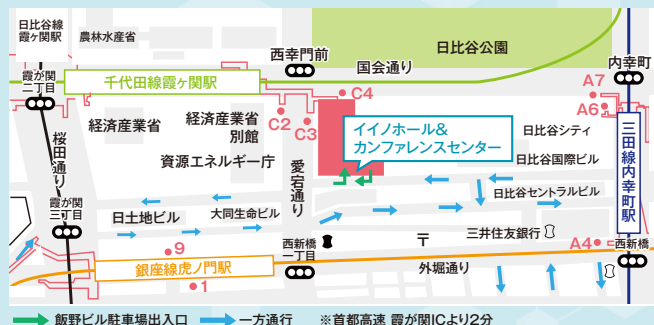 日比谷線
霞ヶ関駅
農林水産省
西幸門前
日比谷公園
国会通り
内幸町
霞が関
二丁目
千代田線霞ヶ関駅
C4
A7
A6
C2
C3
経済産業省
経済産業省
別館
イイノホール&
カンファレンスセンター
日比谷シティ
桜田通り
資源エネルギー庁
愛宕通り
日比谷国際ビル
三田線内幸町駅
日比谷セントラルビル
霞が関
三丁目
日土地ビル
大同生命ビル
三井住友銀行
〒
9
西新橋
一丁目
A4
西新橋
銀座線虎ノ門駅
外堀通り
1
飯野ビル駐車場出入口
一方通行
※首都高速 霞が関ICより2分